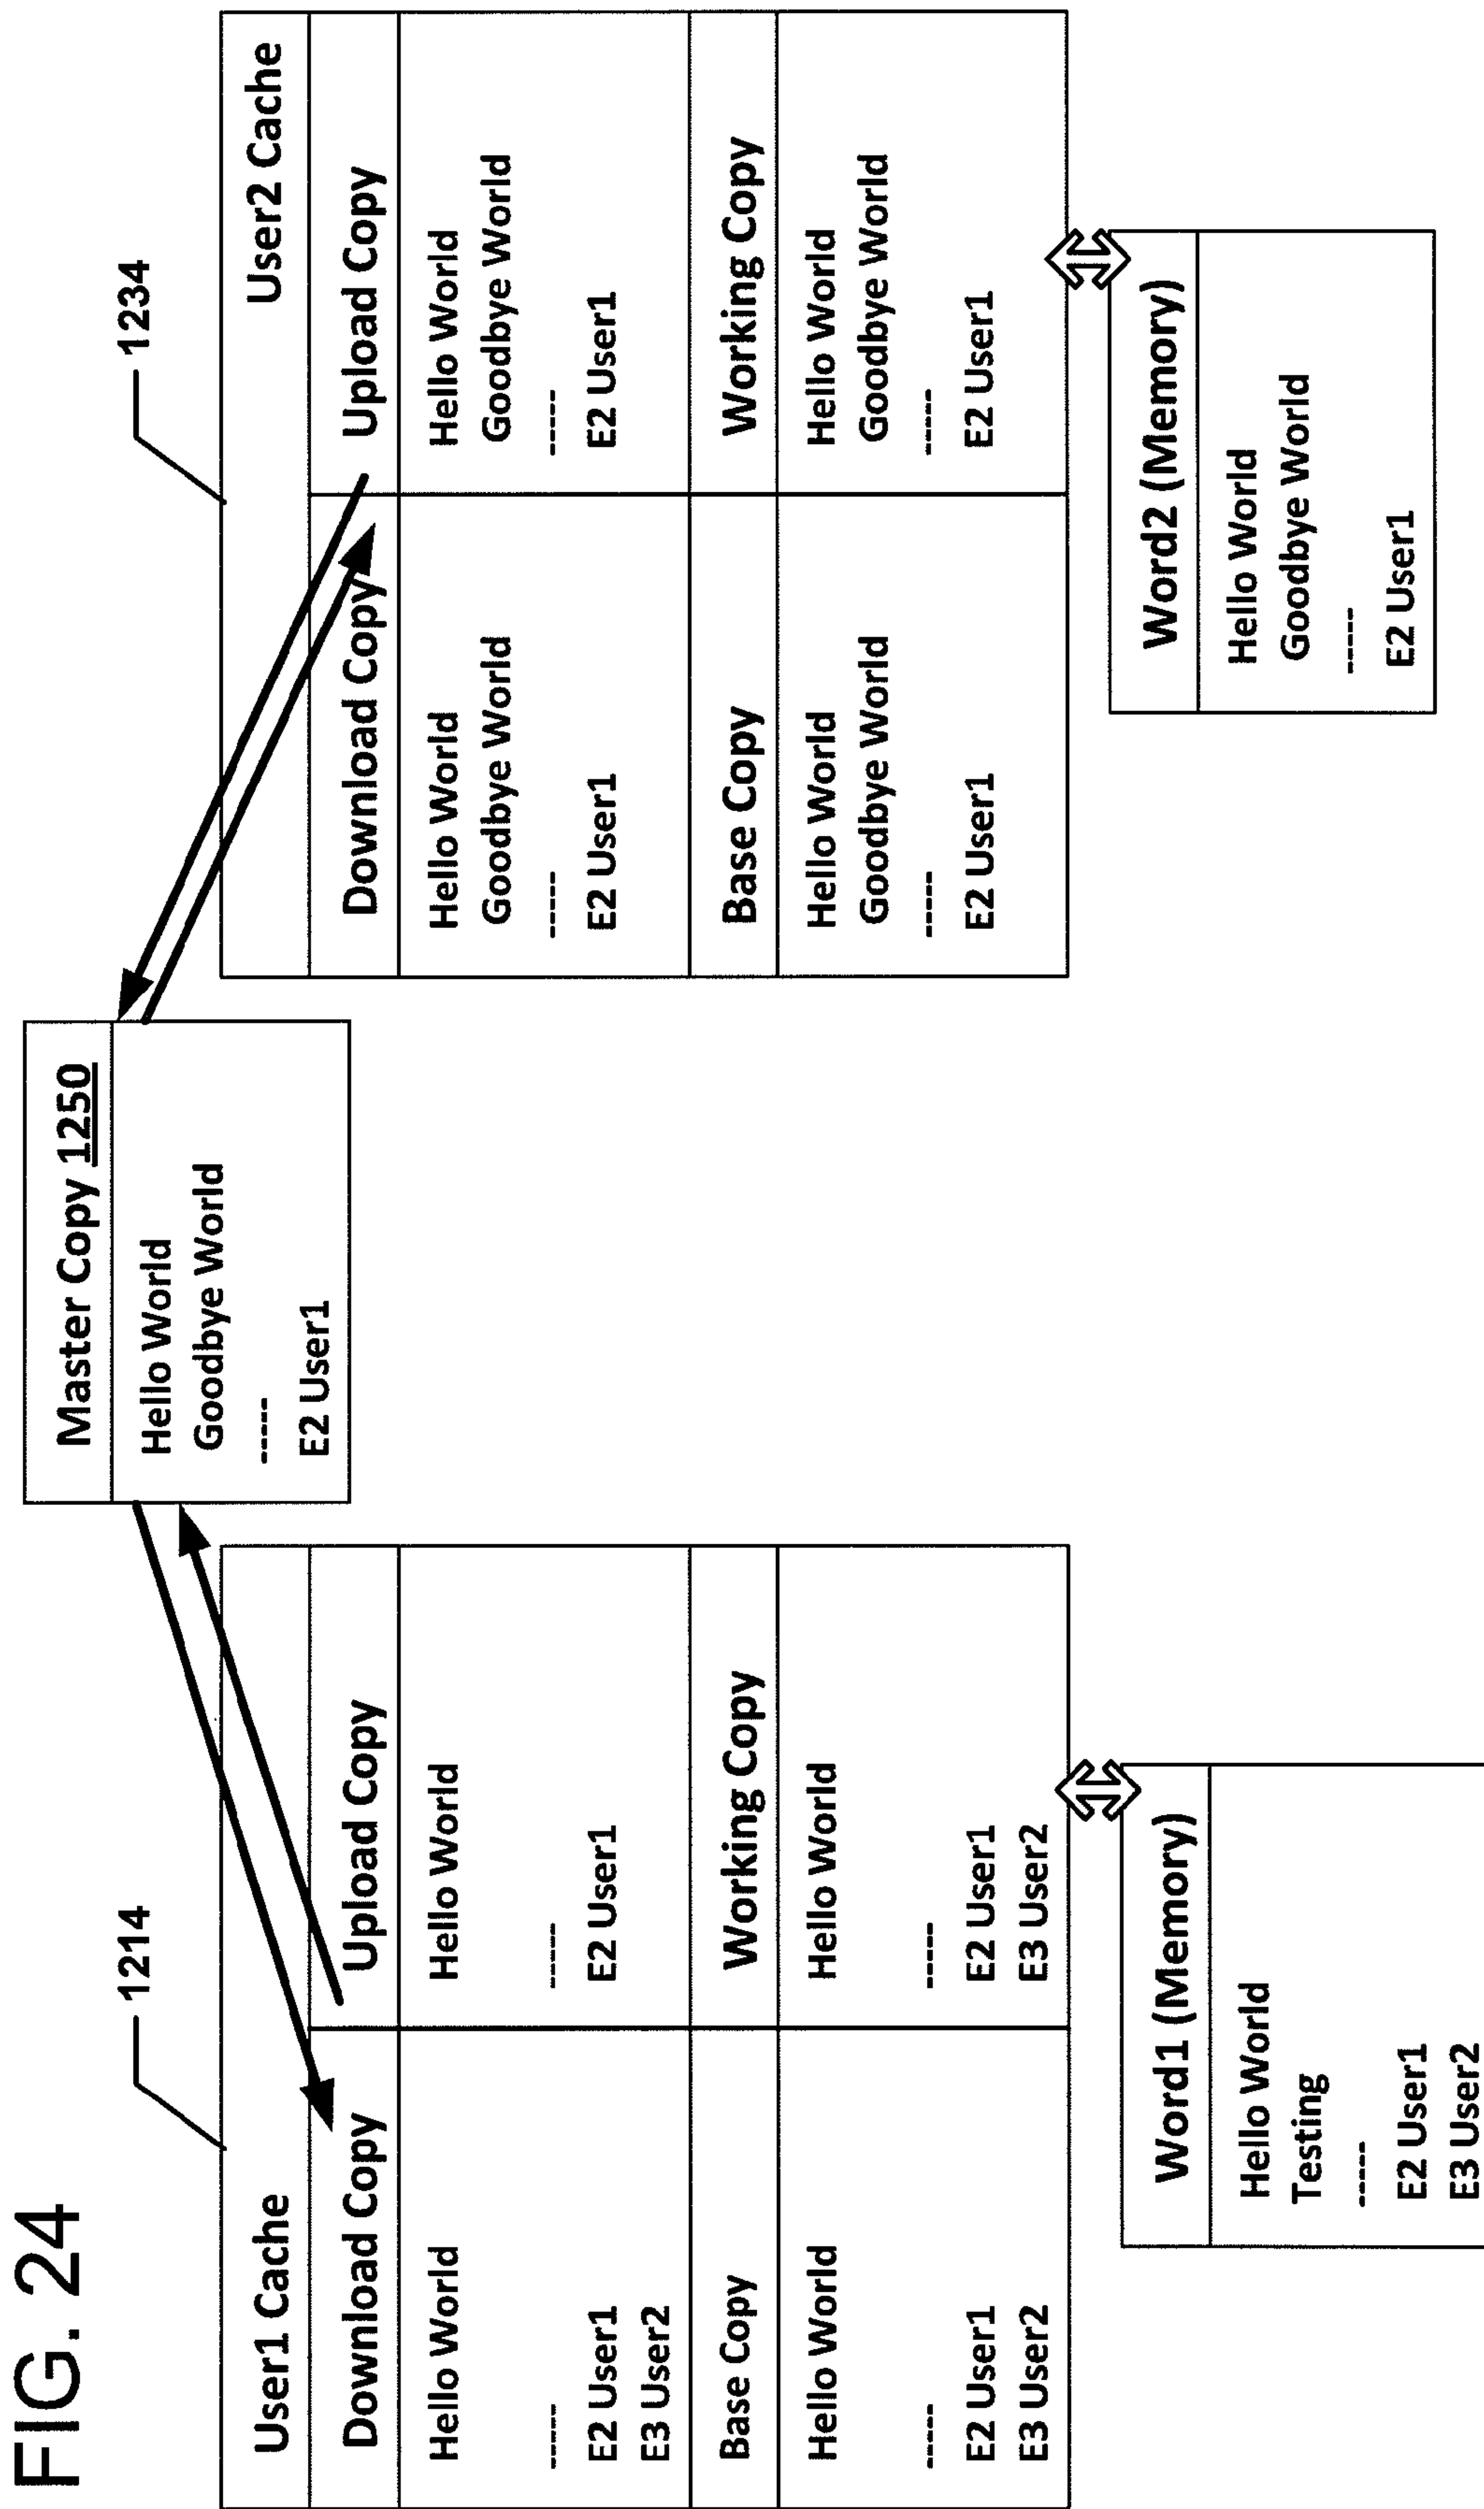 FIG. 24
Master Copy 1250
Hello World
Goodbye World
-----
E2 User1
1214
User1 Cache
Download Copy
Hello World
-----
E2 User1
E3 User2
Upload Copy
Hello World
-----
E2 User1
Base Copy
Hello World
-----
E2 User1
E3 User2
Working Copy
Hello World
-----
E2 User1
E3 User2
Word1 (Memory)
Hello World
Testing
-----
E2 User1
E3 User2
1234
User2 Cache
Download Copy
Hello World
Goodbye World
-----
E2 User1
Upload Copy
Hello World
Goodbye World
-----
E2 User1
Base Copy
Hello World
Goodbye World
-----
E2 User1
Working Copy
Hello World
Goodbye World
-----
E2 User1
Word2 (Memory)
Hello World
Goodbye World
-----
E2 User1